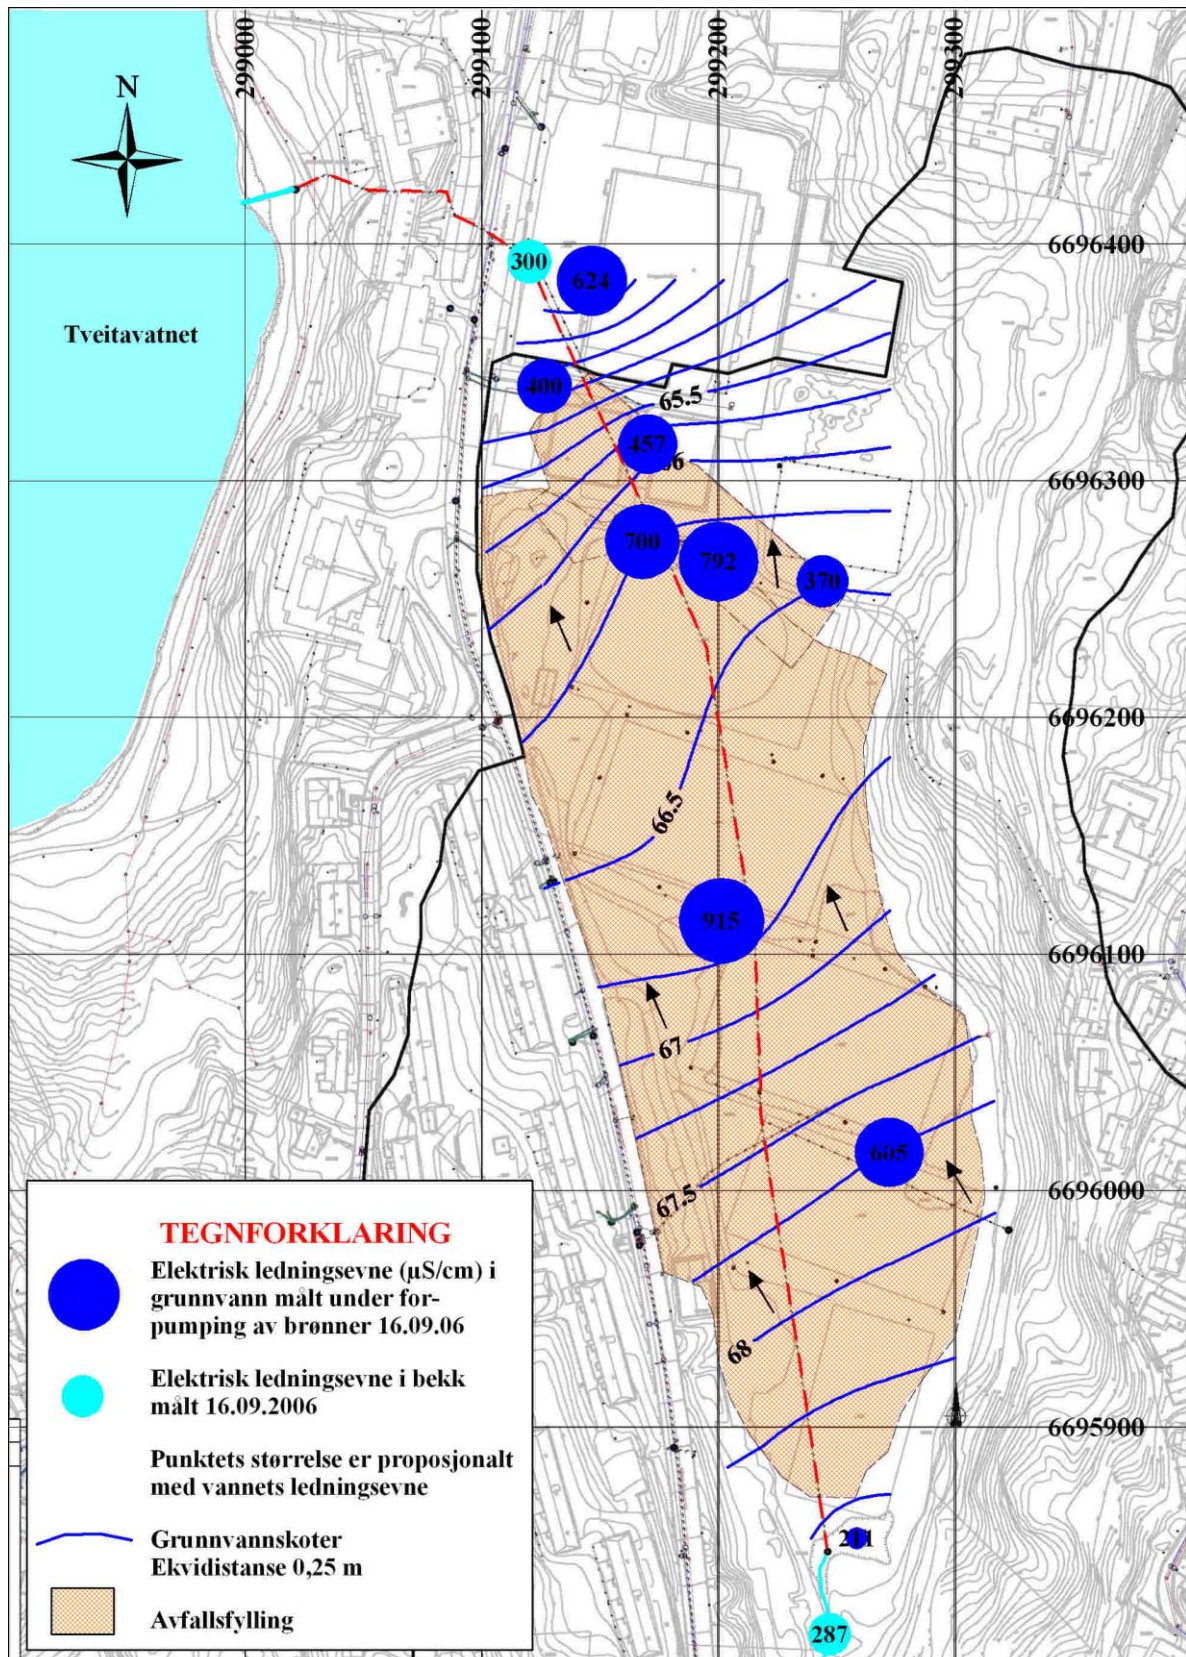 299000
299100
299200
299300
N
6696400
300
624
Tveitavatnet
400
65.5
457
66
6696300
700
792
370
6696200
66.5
915
6696100
67
605
6696000
67.5
68
6695900
211
287
TEGNFORKLARING
Elektrisk ledningsevne (µS/cm) i
grunnvann målt under for-
pumping av brønner 16.09.06
Elektrisk ledningsevne i bekk
målt 16.09.2006
Punktets størrelse er proposjonalt
med vannets ledningsevne
Grunnvannskoter
Ekvidistanse 0,25 m
Avfallsfylling